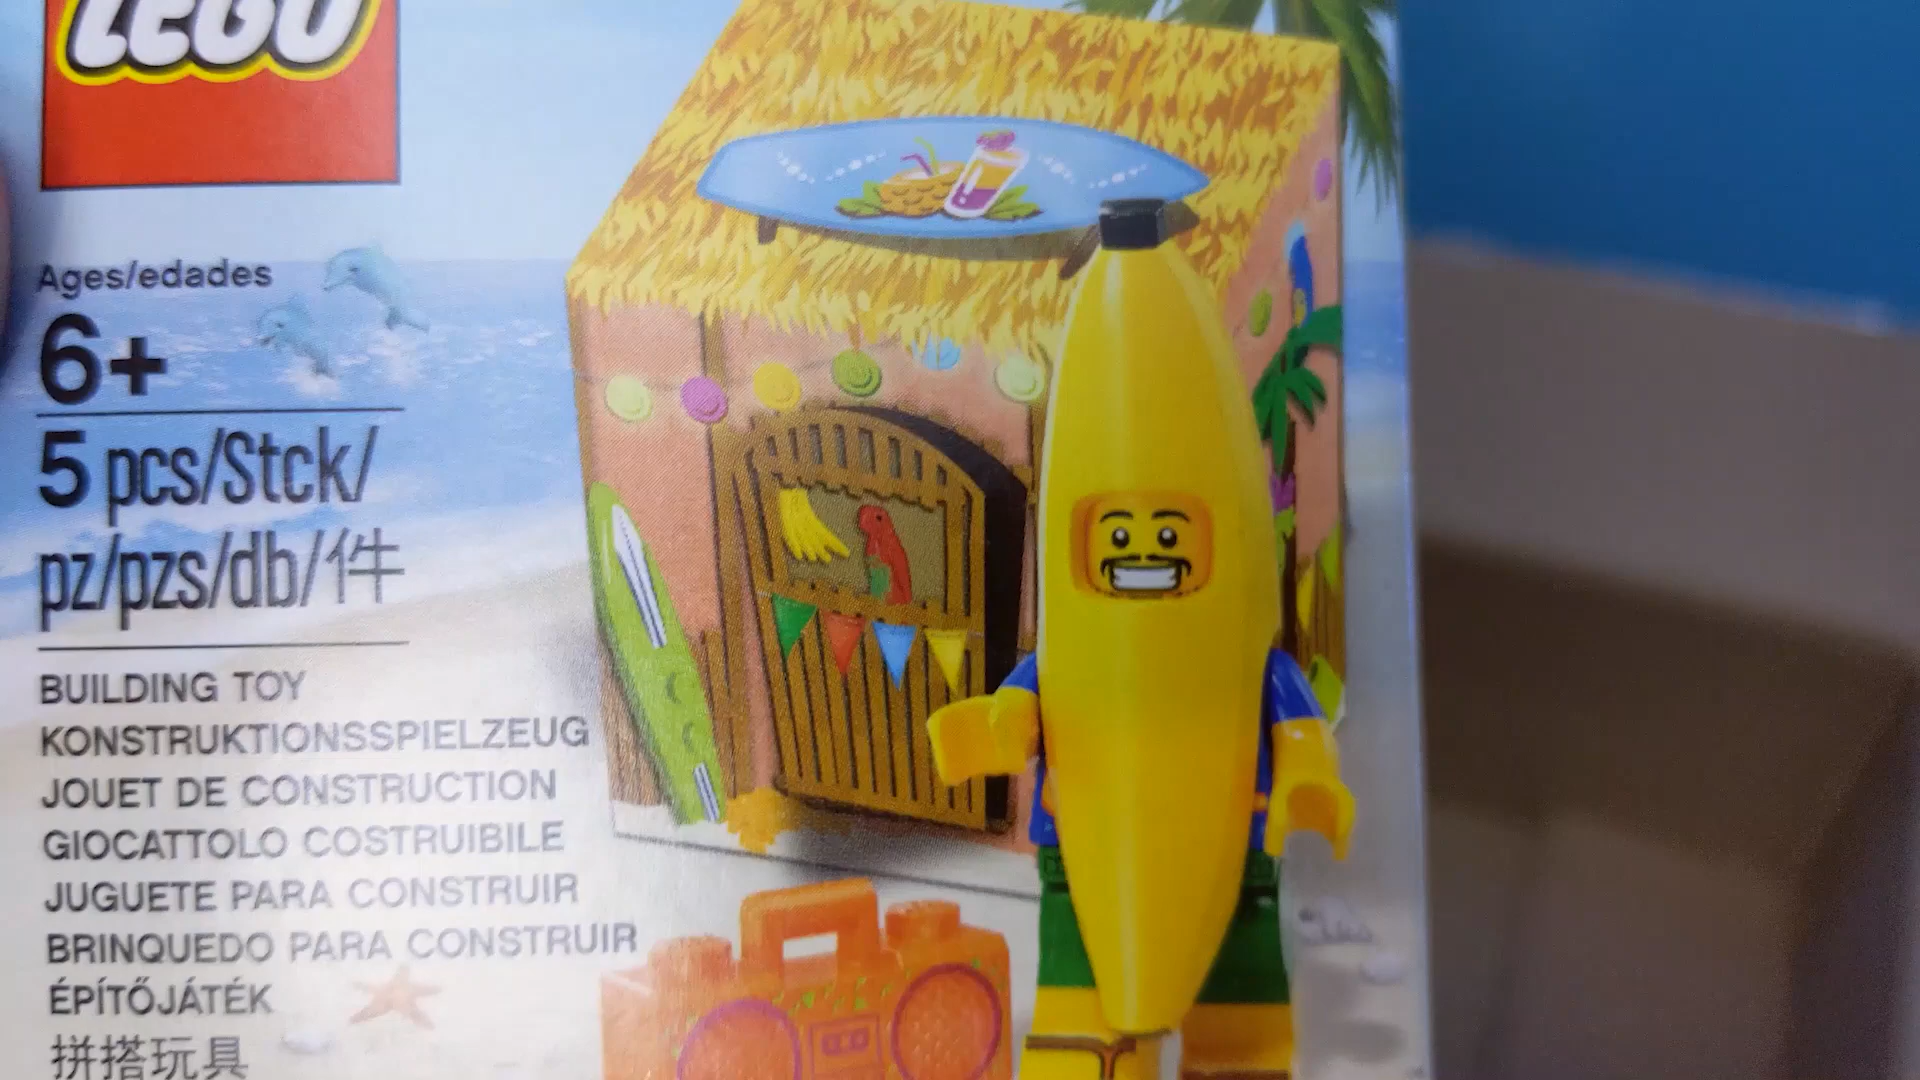 LEGO
Ages/edades
6+
5 pcs/Stck/
pz/pzs/db/件
BUILDING TOY
KONSTRUKTIONSSPIELZEUG
JOUET DE CONSTRUCTION
GIOCATTOLO COSTRUIBILE
JUGUETE PARA CONSTRUIR
BRINQUEDO PARA CONSTRUIR
ÉPÍTŐJÁTÉK
拼搭玩具